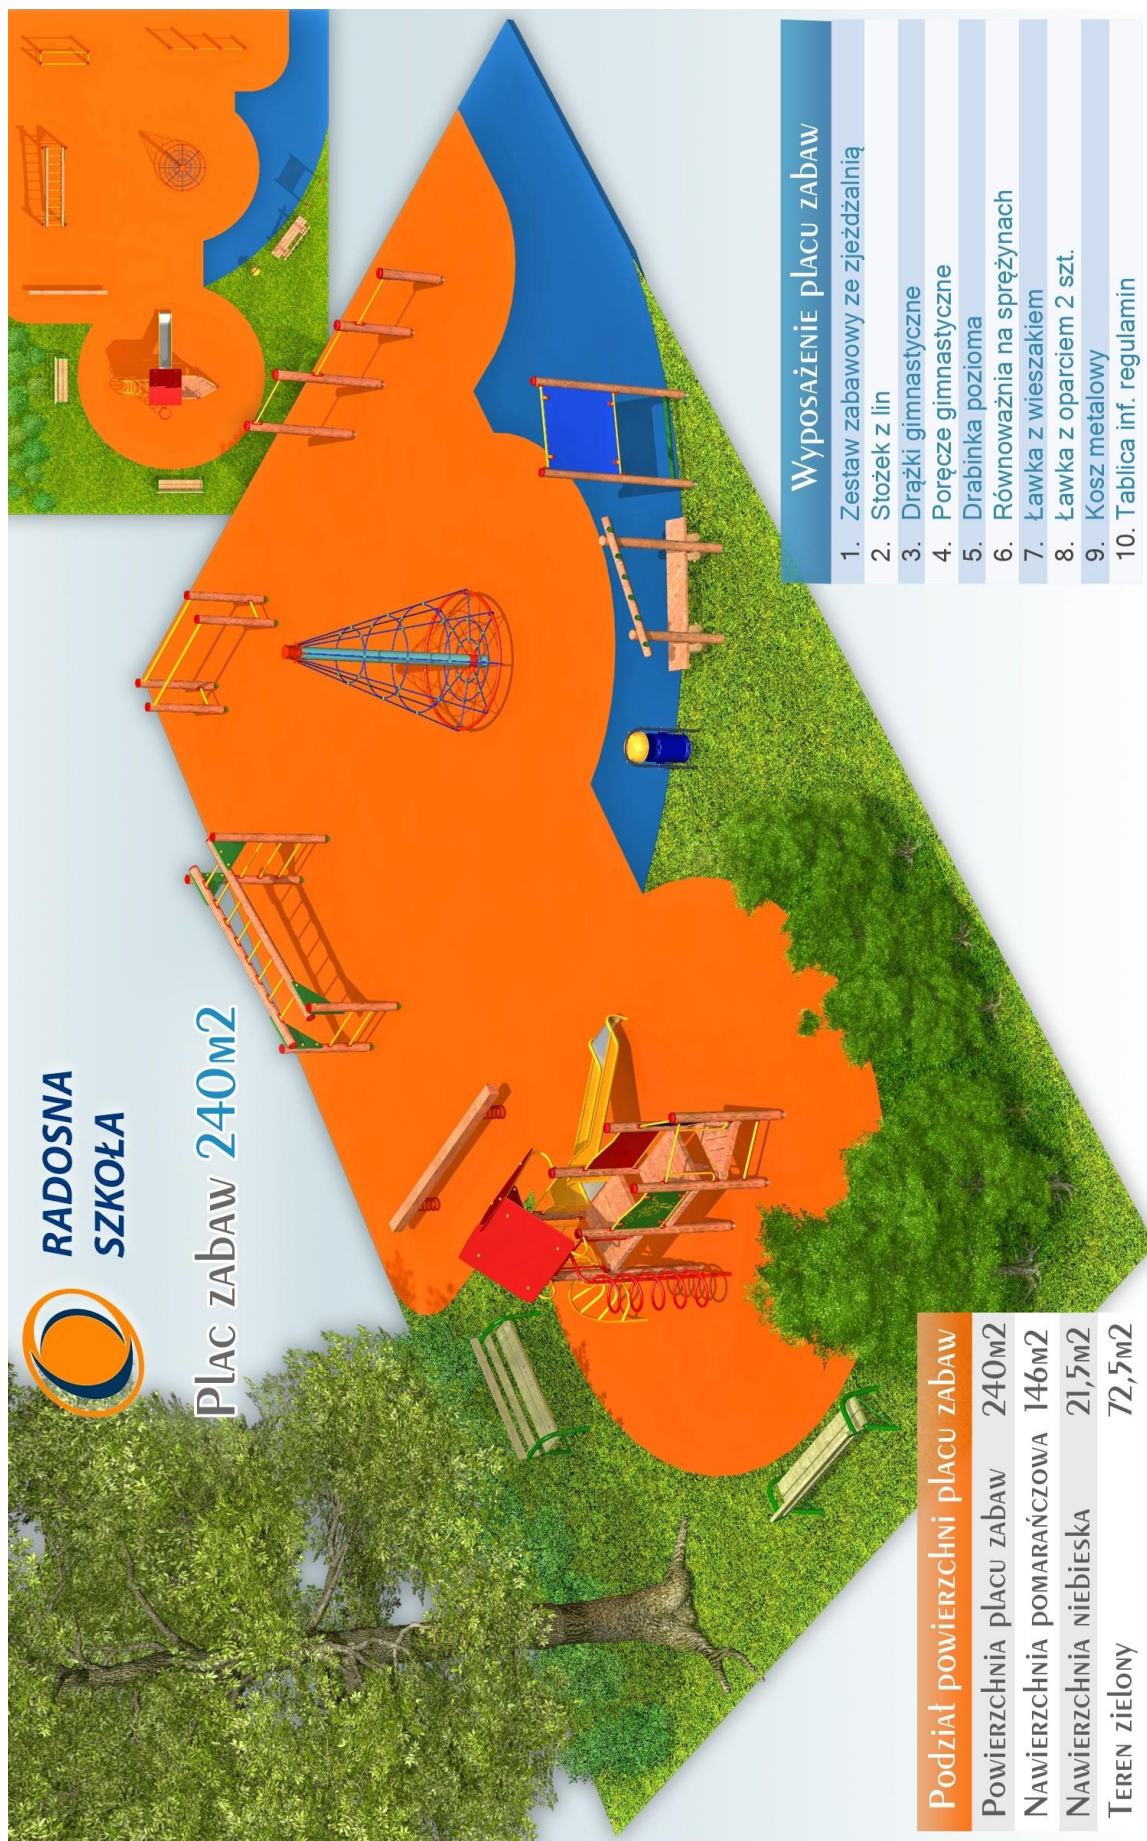 RADOSNA
SZKOŁA
Plac zabaw 240m2
Podział powierzchni placu zabaw
Powierzchnia placu zabaw 240m2
Nawierzchnia pomarańczowa 146m2
Nawierzchnia niebieska 21,5m2
Teren zielony 72,5m2
Wyposażenie placu zabaw
1. Zestaw zabawowy ze zjeżdżalnią
2. Stożek z lin
3. Drążki gimnastyczne
4. Poręcze gimnastyczne
5. Drabinka pozioma
6. Równoważnia na sprężynach
7. Ławka z wieszakiem
8. Ławka z oparciem 2 szt.
9. Kosz metalowy
10. Tablica inf. regulamin